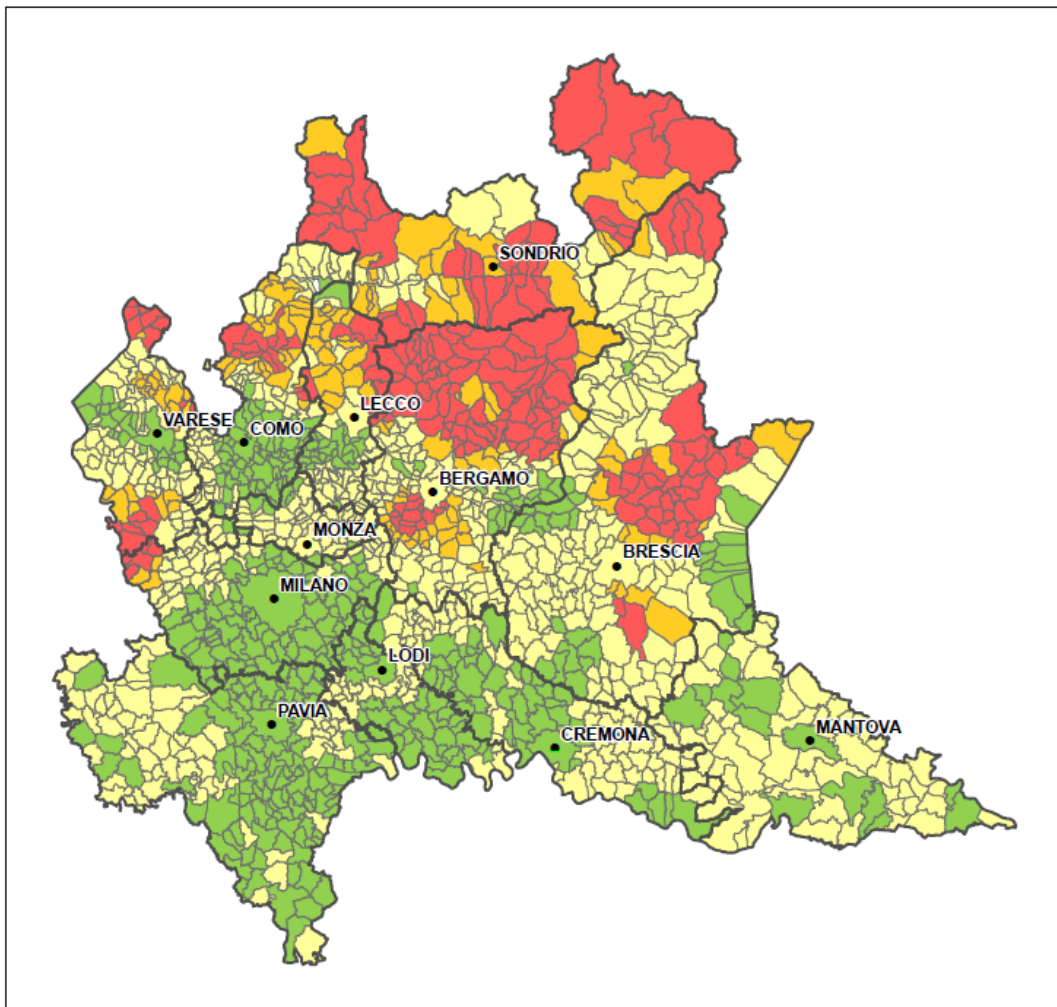 SONDRIO
LECCO
VARESE
COMO
BERGAMO
MONZA
BRESCIA
MILANO
LODI
PAVIA
CREMONA
MANTOVA